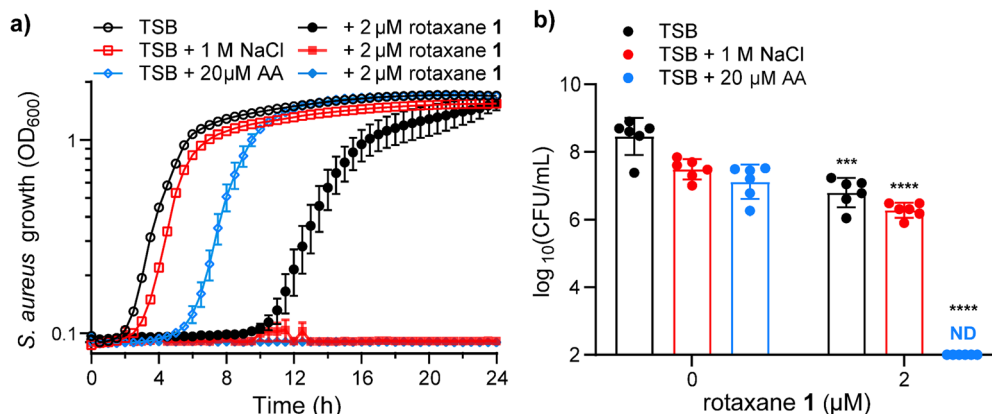 a)
TSB
TSB + 1 M NaCl
TSB + 20µM AA
+ 2 µM rotaxane 1
+ 2 µM rotaxane 1
+ 2 µM rotaxane 1
S. aureus growth (OD600)
1
0.1
0 4 8 12 16 20 24
Time (h)
b)
TSB
TSB + 1 M NaCl
TSB + 20 µM AA
log10(CFU/mL)
10
8
6
4
2
***
****
****
ND
0 2
rotaxane 1 (µM)